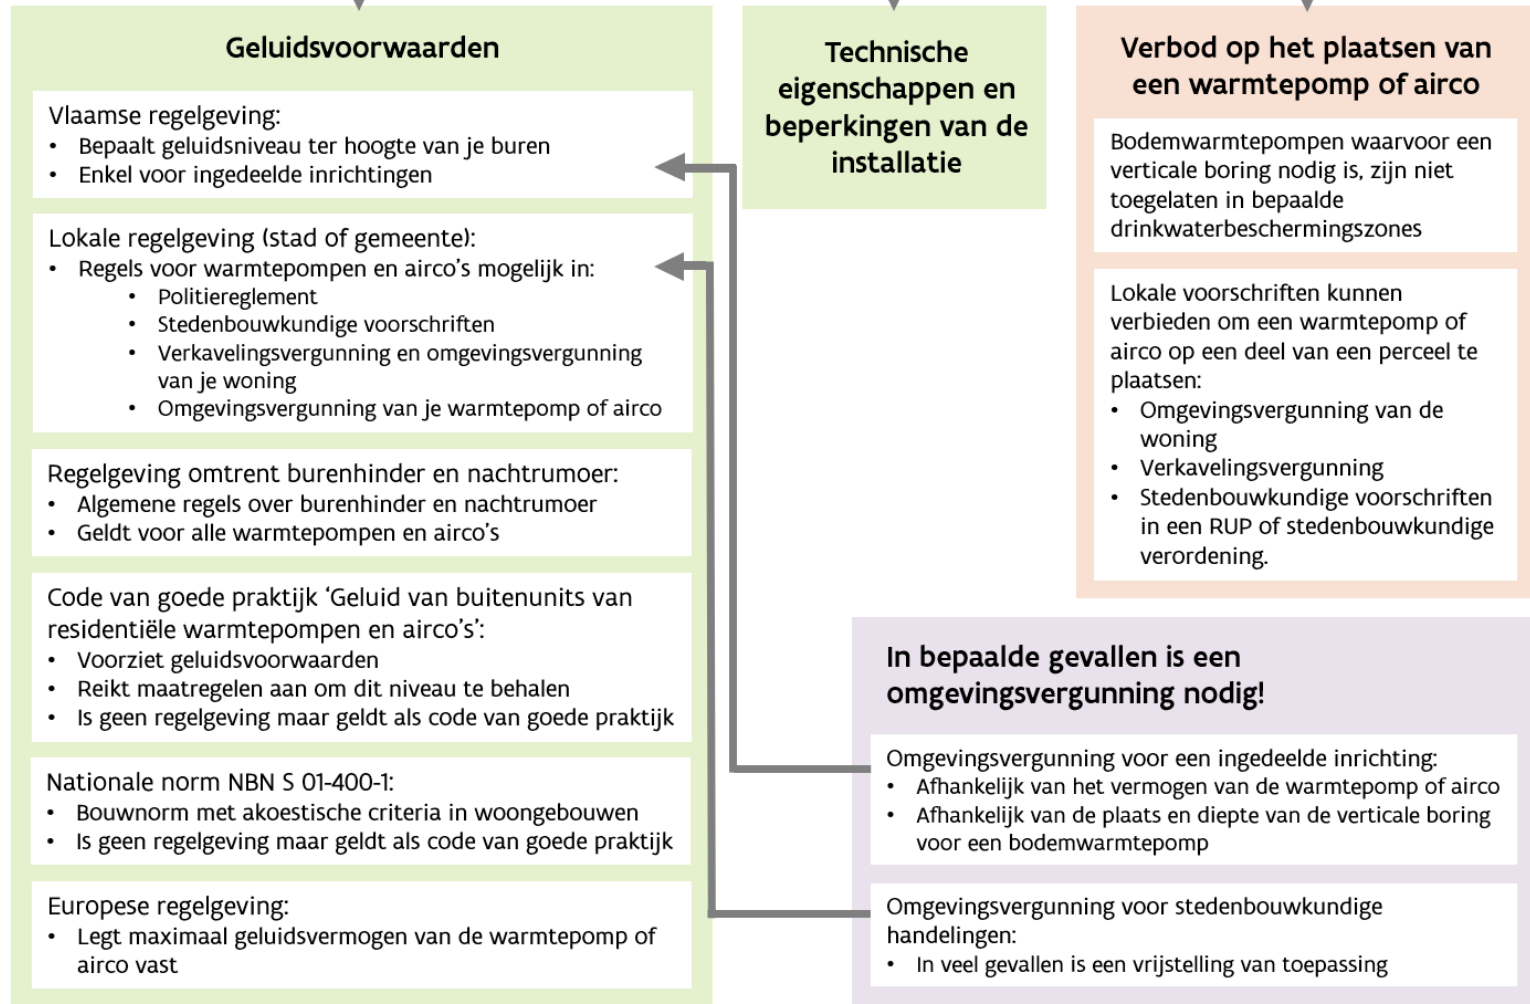 Geluidsvoorwaarden
Vlaamse regelgeving:
• Bepaalt geluidsniveau ter hoogte van je buren
• Enkel voor ingedeelde inrichtingen
Lokale regelgeving (stad of gemeente):
• Regels voor warmtepompen en airco's mogelijk in:
• Politiereglement
• Stedenbouwkundige voorschriften
• Verkavelingsvergunning en omgevingsvergunning
van je woning
• Omgevingsvergunning van je warmtepomp of airco
Regelgeving omtrent burenhinder en nachtrumoer:
• Algemene regels over burenhinder en nachtrumoer
• Geldt voor alle warmtepompen en airco's
Code van goede praktijk ‘Geluid van buitenunits van
residentiële warmtepompen en airco's’:
• Voorziet geluidsvoorwaarden
• Reikt maatregelen aan om dit niveau te behalen
• Is geen regelgeving maar geldt als code van goede praktijk
Nationale norm NBN S 01-400-1:
• Bouwnorm met akoestische criteria in woongebouwen
• Is geen regelgeving maar geldt als code van goede praktijk
Europese regelgeving:
• Legt maximaal geluidsvermogen van de warmtepomp of
airco vast
Technische
eigenschappen en
beperkingen van de
installatie
Verbod op het plaatsen van
een warmtepomp of airco
Bodemwarmtepompen waarvoor een
verticale boring nodig is, zijn niet
toegelaten in bepaalde
drinkwaterbeschermingszones
Lokale voorschriften kunnen
verbieden om een warmtepomp of
airco op een deel van een perceel te
plaatsen:
• Omgevingsvergunning van de
woning
• Verkavelingsvergunning
• Stedenbouwkundige voorschriften
in een RUP of stedenbouwkundige
verordening.
In bepaalde gevallen is een
omgevingsvergunning nodig!
Omgevingsvergunning voor een ingedeelde inrichting:
• Afhankelijk van het vermogen van de warmtepomp of airco
• Afhankelijk van de plaats en diepte van de verticale boring
voor een bodemwarmtepomp
Omgevingsvergunning voor stedenbouwkundige
handelingen:
• In veel gevallen is een vrijstelling van toepassing